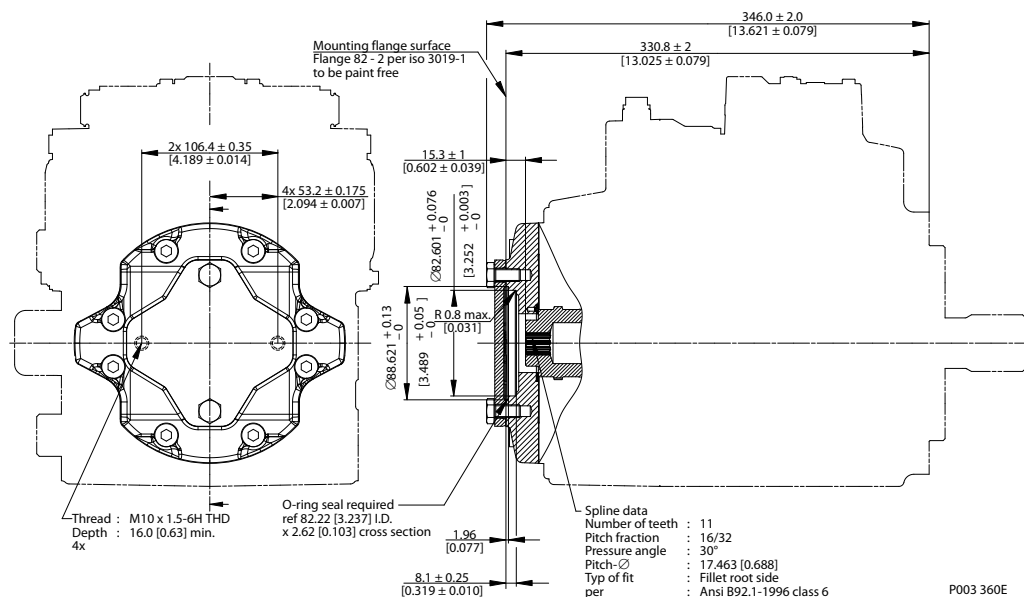 346.0 ± 2.0
[13.621 ± 0.079]
330.8 ± 2
[13.025 ± 0.079]
Mounting flange surface
Flange 82 - 2 per iso 3019-1
to be paint free
2x 106.4 ± 0.35
[4.189 ± 0.014]
4x 53.2 ± 0.175
[2.094 ± 0.007]
15.3 ± 1
[0.602 ± 0.039]
Ø82.601 + 0.076 - 0
[3.252 + 0.003 - 0 ]
R 0.8 max.
[0.031]
Ø88.621 + 0.13 - 0
[3.489 + 0.05 - 0 ]
Thread : M10 x 1.5-6H THD
Depth : 16.0 [0.63] min.
4x
O-ring seal required
ref 82.22 [3.237] I.D.
x 2.62 [0.103] cross section
1.96
[0.077]
8.1 ± 0.25
[0.319 ± 0.010]
Spline data
Number of teeth : 11
Pitch fraction : 16/32
Pressure angle : 30°
Pitch-Ø : 17.463 [0.688]
Typ of fit : Fillet root side
per : Ansi B92.1-1996 class 6
P003 360E